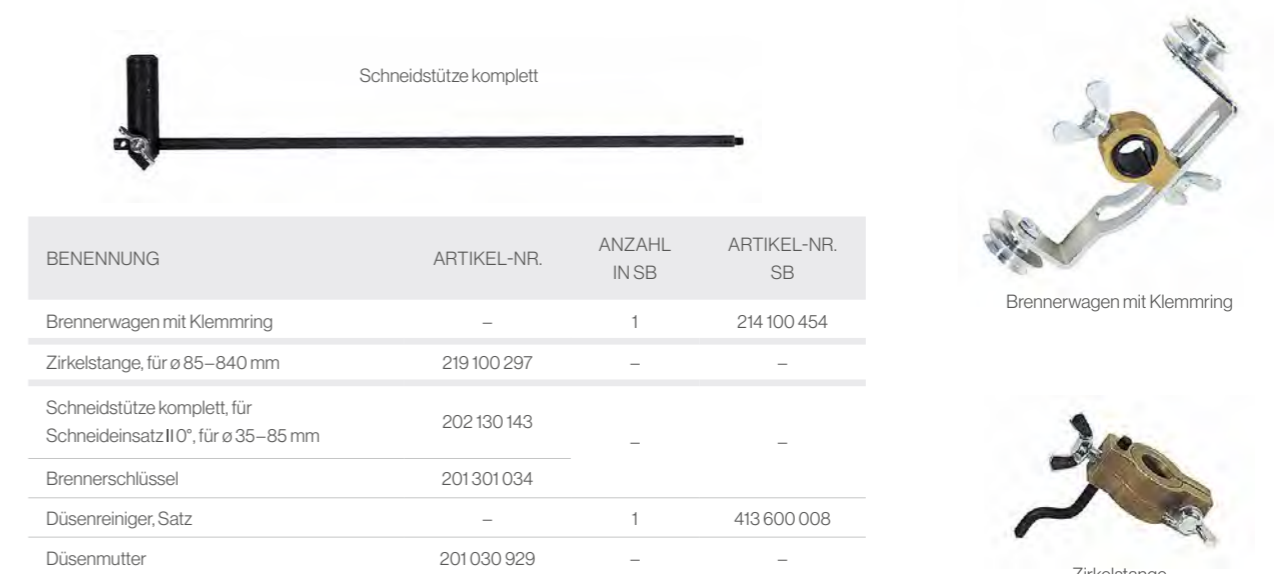 Schneidstütze komplett
BENENNUNG ARTIKEL-NR. ANZAHL IN SB ARTIKEL-NR. SB
Brennerwagen mit Klemmring – 1 214 100 454
Zirkelstange, für ø 85–840 mm 219 100 297 – –
Schneidstütze komplett, für
Schneideinsatz II 0°, für ø 35–85 mm 202 130 143 – –
Brennerschlüssel 201 301 034
Düsenreiniger, Satz – 1 413 600 008
Düsenmutter 201 030 929 – –
Brennerwagen mit Klemmring
Zirkelstange